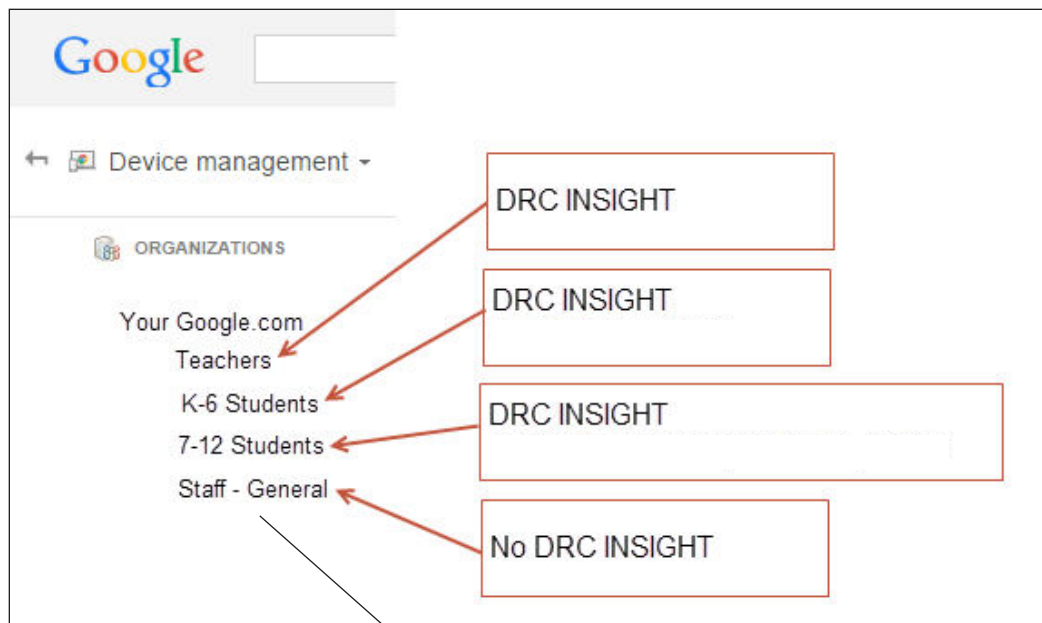 Google
Device management
ORGANIZATIONS
Your Google.com
Teachers
K-6 Students
7-12 Students
Staff - General
DRC INSIGHT
DRC INSIGHT
DRC INSIGHT
No DRC INSIGHT